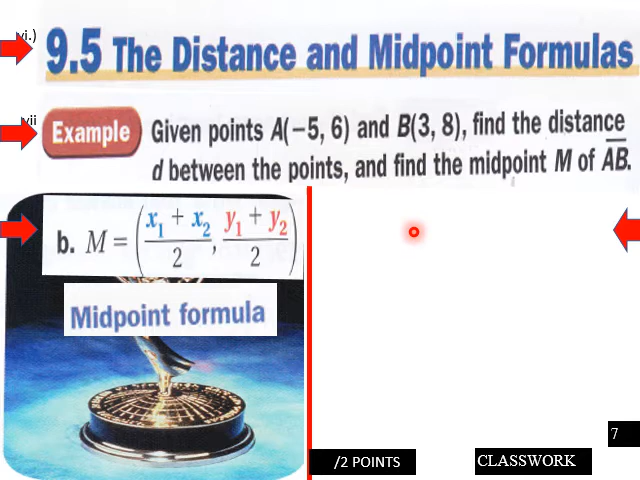 vi.)
9.5 The Distance and Midpoint Formulas
vii
Example Given points A(−5, 6) and B(3, 8), find the distance
d between the points, and find the midpoint M of A̅B̅.
b. M = (x₁ + x₂ / 2, y₁ + y₂ / 2)
Midpoint formula
7
/2 POINTS
CLASSWORK